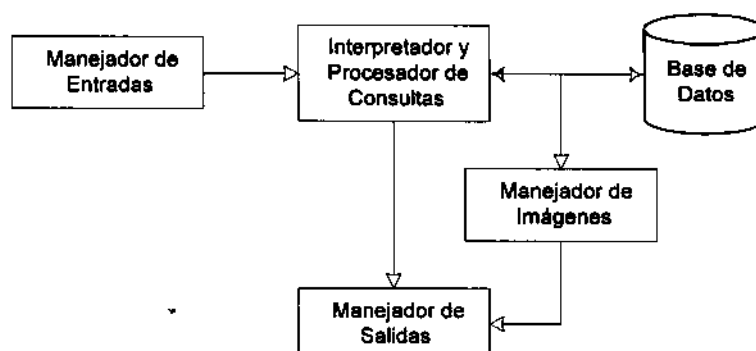 Manejador de
Entradas
Interpretador y
Procesador de
Consultas
Base de
Datos
Manejador de
Imágenes
Manejador de
Salidas